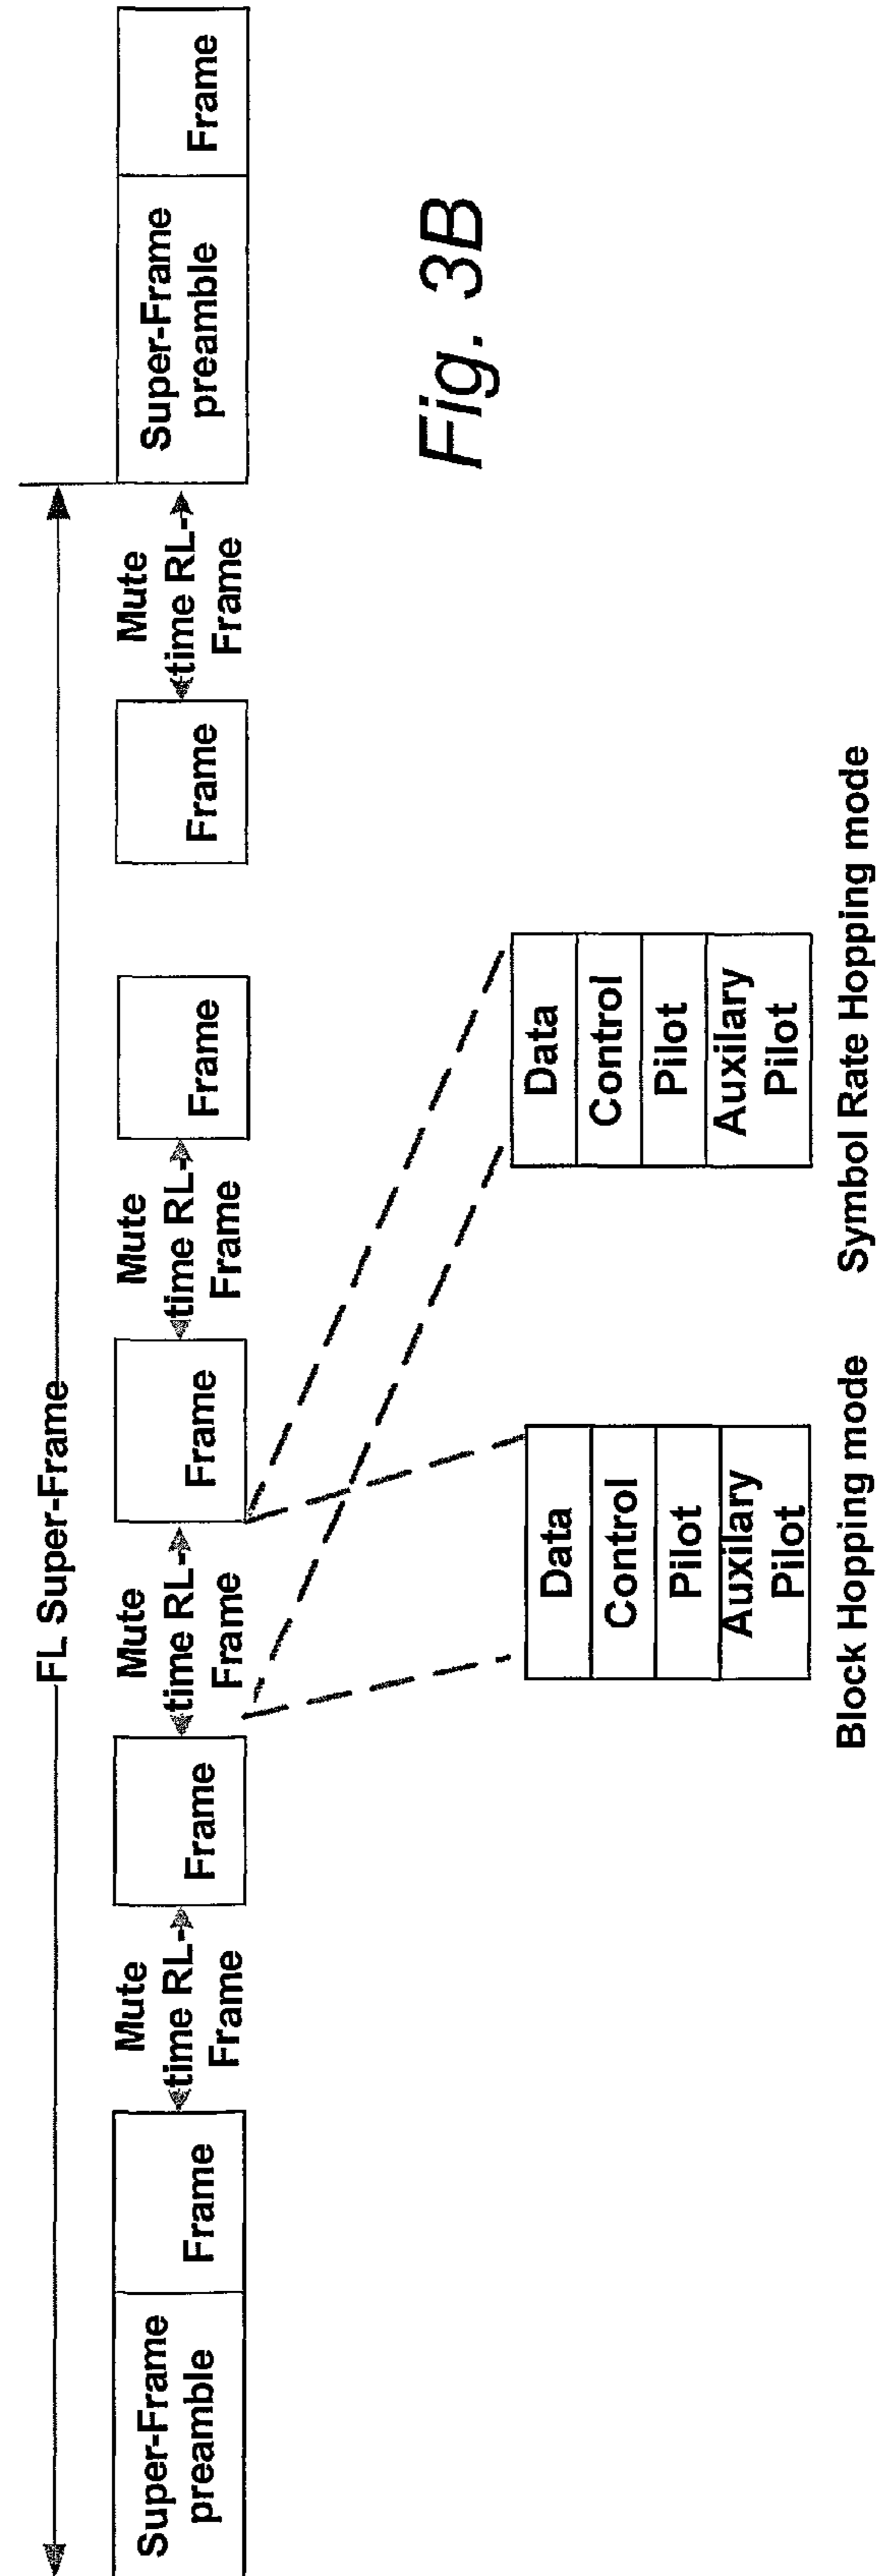 FL Super-Frame
Super-Frame
preamble
Frame
Mute
time RL-
Frame
Frame
Mute
time RL-
Frame
Frame
Mute
time RL-
Frame
Frame
Frame
Mute
time RL-
Frame
Super-Frame
preamble
Frame
Data
Control
Pilot
Auxilary
Pilot
Block Hopping mode
Data
Control
Pilot
Auxilary
Pilot
Symbol Rate Hopping mode
Fig. 3B